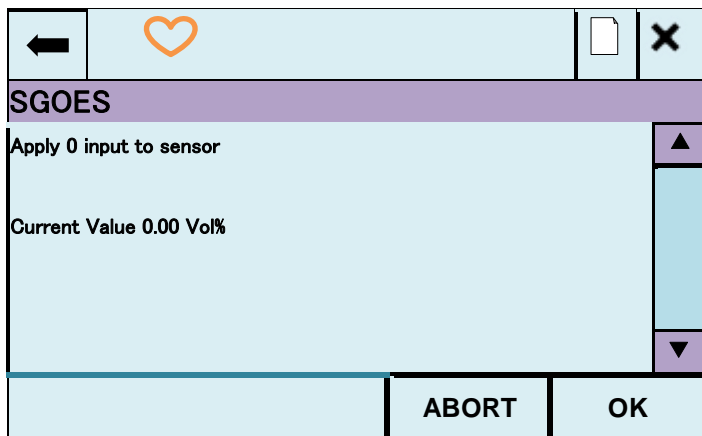 SGOES
Apply 0 input to sensor
Current Value 0.00 Vol%
ABORT
OK